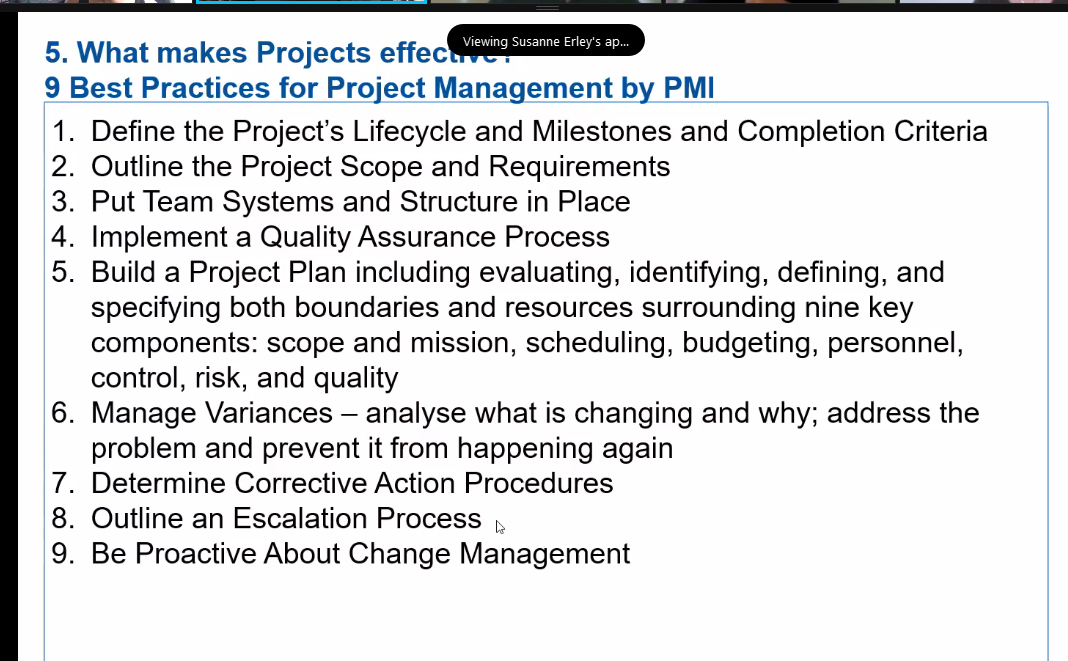 Viewing Susanne Erley's ap...
5. What makes Projects effective?
9 Best Practices for Project Management by PMI
1. Define the Project’s Lifecycle and Milestones and Completion Criteria
2. Outline the Project Scope and Requirements
3. Put Team Systems and Structure in Place
4. Implement a Quality Assurance Process
5. Build a Project Plan including evaluating, identifying, defining, and
specifying both boundaries and resources surrounding nine key
components: scope and mission, scheduling, budgeting, personnel,
control, risk, and quality
6. Manage Variances – analyse what is changing and why; address the
problem and prevent it from happening again
7. Determine Corrective Action Procedures
8. Outline an Escalation Process
9. Be Proactive About Change Management